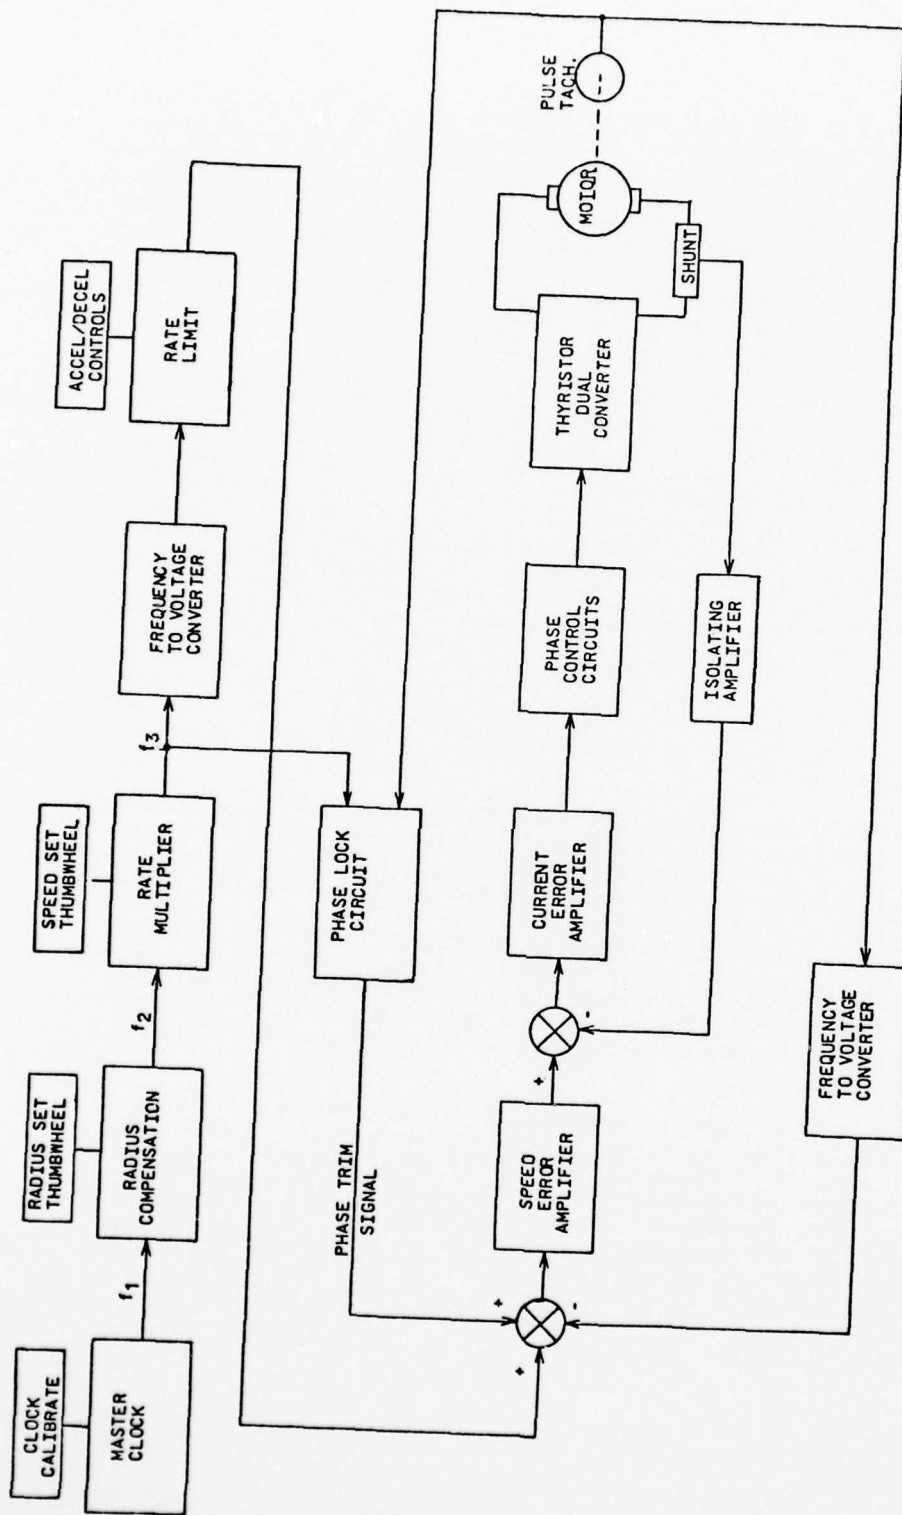 CLOCK
CALIBRATE
MASTER
CLOCK
f1
RADIUS SET
THUMBWHEEL
RADIUS
COMPENSATION
f2
SPEED SET
THUMBWHEEL
RATE
MULTIPLIER
f3
FREQUENCY
TO VOLTAGE
CONVERTER
ACCEL/DECEL
CONTROLS
RATE
LIMIT
PHASE TRIM
SIGNAL
PHASE LOCK
CIRCUIT
+
+
-
SPEED
ERROR
AMPLIFIER
+
-
CURRENT
ERROR
AMPLIFIER
PHASE
CONTROL
CIRCUITS
THYRISTOR
DUAL
CONVERTER
MOTOR
PULSE
TACH.
SHUNT
ISOLATING
AMPLIFIER
FREQUENCY
TO VOLTAGE
CONVERTER